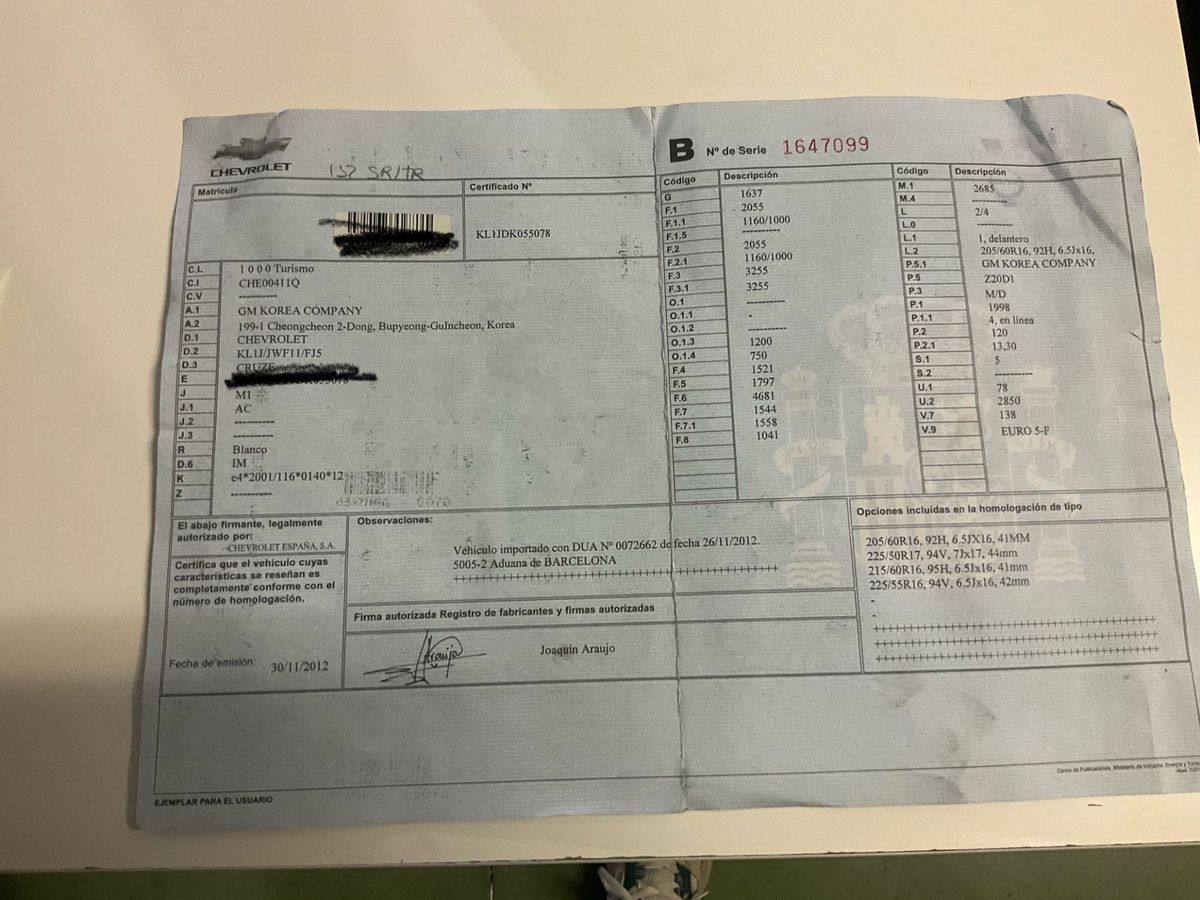 CHEVROLET
152 SR/TR
B Nº de Serie 1647099
Matrícula
Certificado Nº
KL1JDK055078
C.L 1 0 0 0 Turismo
C.I CHE00411Q
C.V ----------
A.1 GM KOREA COMPANY
A.2 199-1 Cheongcheon 2-Dong, Bupyeong-GuIncheon, Korea
D.1 CHEVROLET
D.2 KL1J/JWF11/FJ5
D.3 CRUZE
E
J M1
J.1 AC
J.2 ----------
J.3 ----------
R Blanco
D.6 IM
K e4*2001/116*0140*12
Z ----------
Código Descripción
G 1637
F.1 2055
F.1.1 1160/1000
F.1.5 ----------
F.2 2055
F.2.1 1160/1000
F.3 3255
F.3.1 3255
O.1 ----------
O.1.1 -
O.1.2 ----------
O.1.3 1200
O.1.4 750
F.4 1521
F.5 1797
F.6 4681
F.7 1544
F.7.1 1558
F.8 1041
Código Descripción
M.1 2685
M.4 ----------
L 2/4
L.0 ----------
L.1 1, delantero
L.2 205/60R16, 92H, 6.5Jx16,
P.5.1 GM KOREA COMPANY
P.5 Z20D1
P.3 M/D
P.1 1998
P.1.1 4, en línea
P.2 120
P.2.1 13,30
S.1 5
S.2 ----------
U.1 78
U.2 2850
V.7 138
V.9 EURO 5-F
El abajo firmante, legalmente
autorizado por:
CHEVROLET ESPAÑA, S.A.
Certifica que el vehículo cuyas
características se reseñan es
completamente conforme con el
número de homologación.
Fecha de emisión: 30/11/2012
Observaciones:
Vehículo importado con DUA Nº 0072662 de fecha 26/11/2012.
5005-2 Aduana de BARCELONA
Firma autorizada Registro de fabricantes y firmas autorizadas
Araujo
Joaquín Araujo
Opciones incluidas en la homologación de tipo
205/60R16, 92H, 6.5JX16, 41MM
225/50R17, 94V, 7Jx17, 44mm
215/60R16, 95H, 6.5Jx16, 41mm
225/55R16, 94V, 6.5Jx16, 42mm
-
-
EJEMPLAR PARA EL USUARIO
Centro de Publicaciones. Ministerio de Industria, Energía y